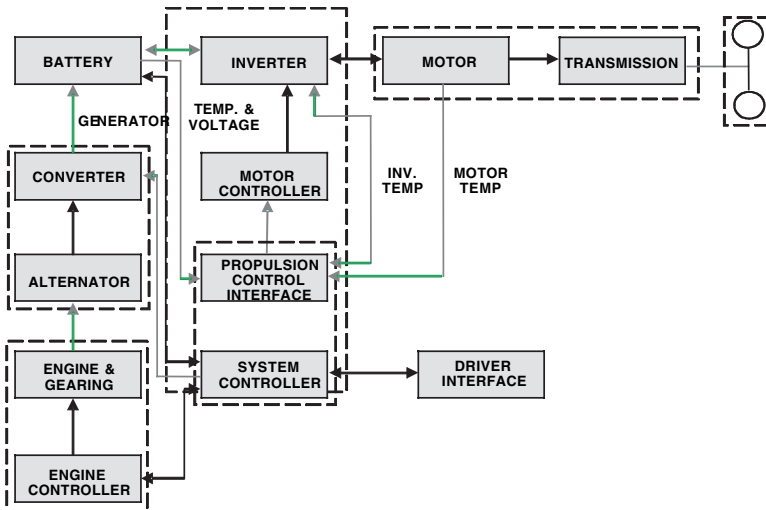 BATTERY
INVERTER
MOTOR
TRANSMISSION
GENERATOR
TEMP. &
VOLTAGE
CONVERTER
MOTOR
CONTROLLER
INV.
TEMP
MOTOR
TEMP
ALTERNATOR
PROPULSION
CONTROL
INTERFACE
ENGINE &
GEARING
SYSTEM
CONTROLLER
DRIVER
INTERFACE
ENGINE
CONTROLLER